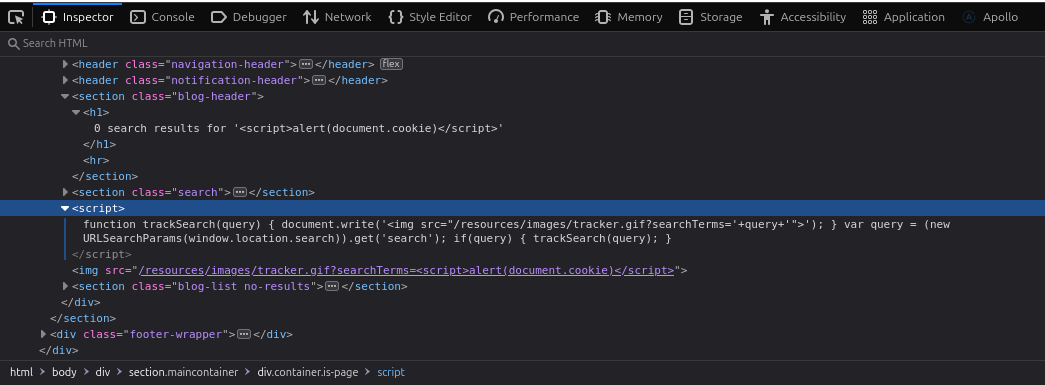 Inspector Console Debugger Network Style Editor Performance Memory Storage Accessibility Application Apollo
Search HTML
<header class="navigation-header">⋯</header> flex
<header class="notification-header">⋯</header>
<section class="blog-header">
<h1>
0 search results for '<script>alert(document.cookie)</script>'
</h1>
<hr>
</section>
<section class="search">⋯</section>
<script>
function trackSearch(query) { document.write('<img src="/resources/images/tracker.gif?searchTerms='+query+'">'); } var query = (new
URLSearchParams(window.location.search)).get('search'); if(query) { trackSearch(query); }
</script>
<img src="/resources/images/tracker.gif?searchTerms=<script>alert(document.cookie)</script>">
<section class="blog-list no-results">⋯</section>
</div>
</section>
<div class="footer-wrapper">⋯</div>
</div>
html > body > div > section.maincontainer > div.container.is-page > script